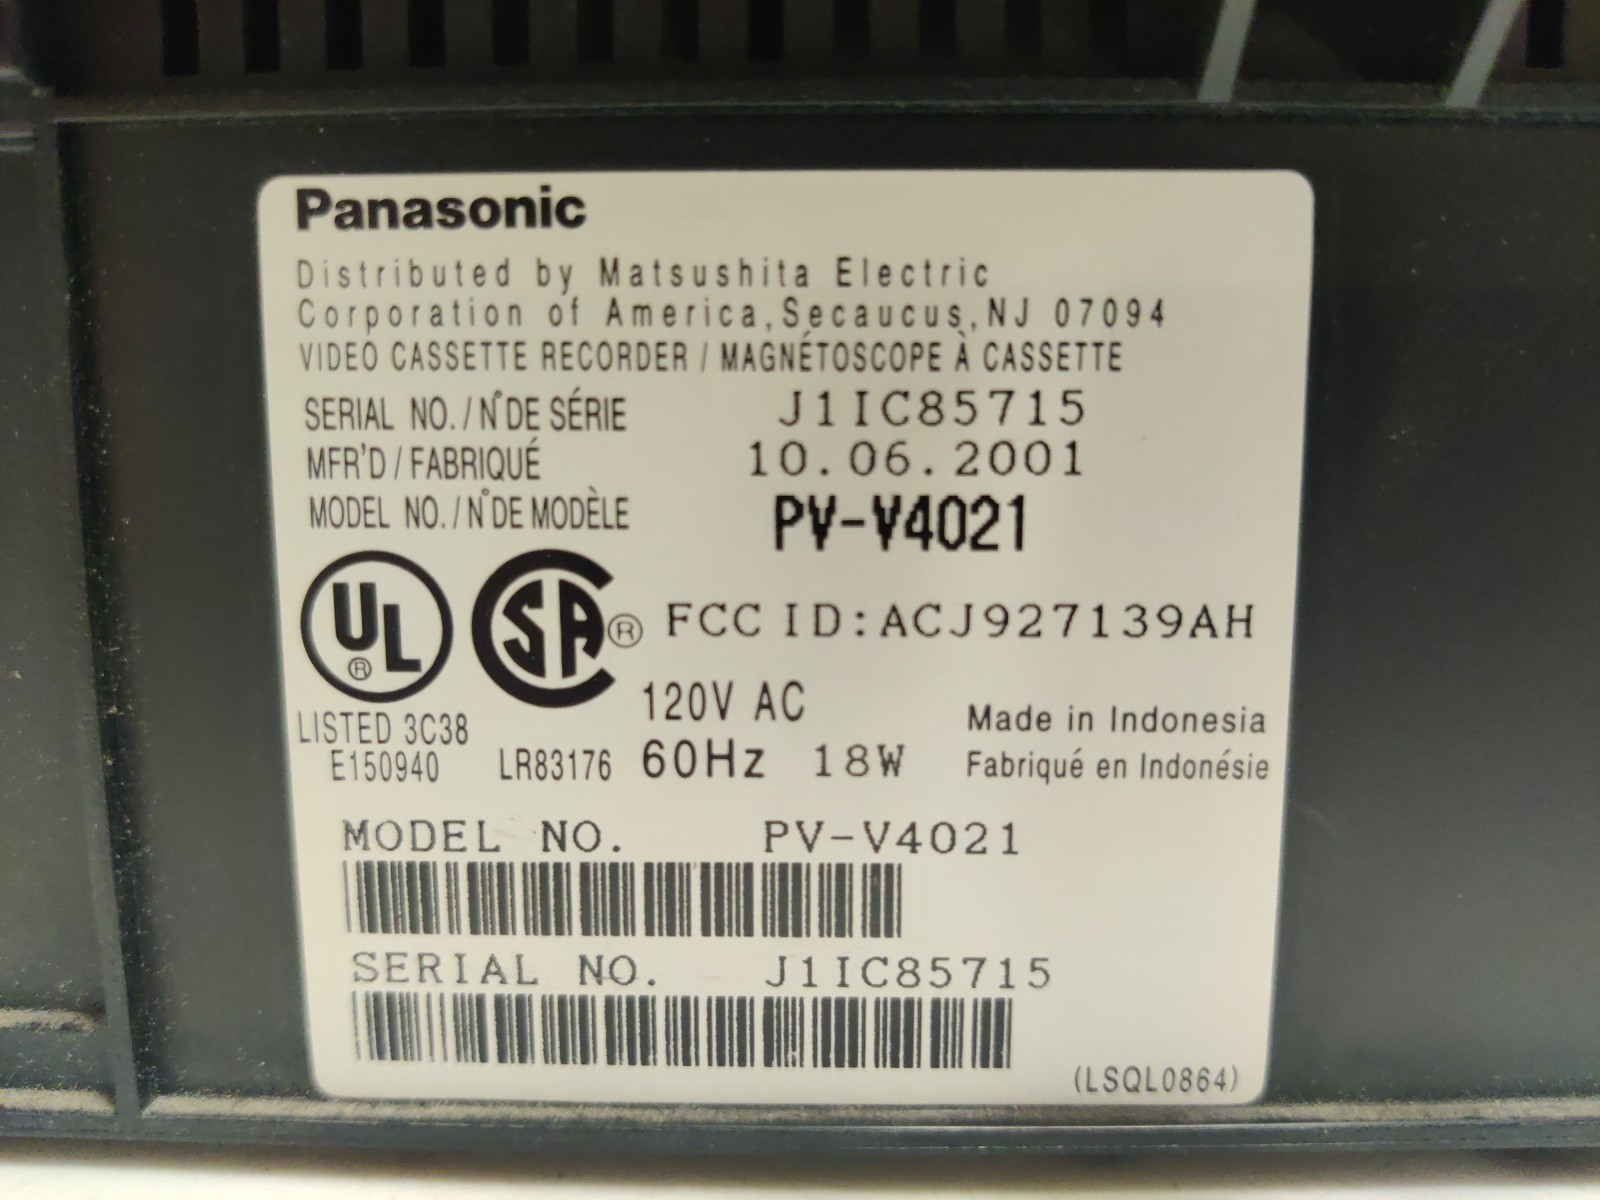 Panasonic
Distributed by Matsushita Electric
Corporation of America,Secaucus,NJ 07094
VIDEO CASSETTE RECORDER / MAGNÉTOSCOPE À CASSETTE
SERIAL NO./N° DE SÉRIE J1IC85715
MFR'D/FABRIQUÉ 10.06.2001
MODEL NO./N° DE MODÈLE PV-V4021
UL ® SA ® FCC ID:ACJ927139AH
LISTED 3C38 120V AC Made in Indonesia
E150940 LR83176 60Hz 18W Fabriqué en Indonésie
MODEL NO. PV-V4021
SERIAL NO. J1IC85715
(LSQL0864)